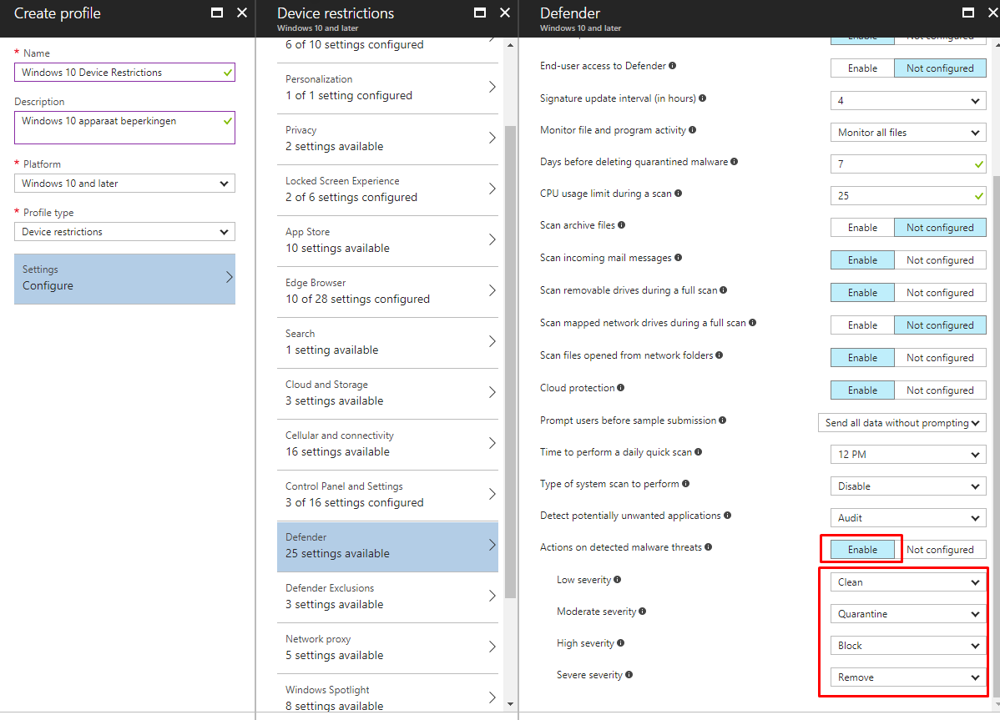 Create profile
* Name
Windows 10 Device Restrictions
Description
Windows 10 apparaat beperkingen
* Platform
Windows 10 and later
* Profile type
Device restrictions
Settings
Configure
Device restrictions
Windows 10 and later
6 of 10 settings configured
Personalization
1 of 1 setting configured
Privacy
2 settings available
Locked Screen Experience
2 of 6 settings configured
App Store
10 settings available
Edge Browser
10 of 28 settings configured
Search
1 setting available
Cloud and Storage
3 settings available
Cellular and connectivity
16 settings available
Control Panel and Settings
3 of 16 settings configured
Defender
25 settings available
Defender Exclusions
3 settings available
Network proxy
5 settings available
Windows Spotlight
8 settings available
Defender
Windows 10 and later
Enable Not configured
End-user access to Defender Enable Not configured
Signature update interval (in hours) 4
Monitor file and program activity Monitor all files
Days before deleting quarantined malware 7
CPU usage limit during a scan 25
Scan archive files Enable Not configured
Scan incoming mail messages Enable Not configured
Scan removable drives during a full scan Enable Not configured
Scan mapped network drives during a full scan Enable Not configured
Scan files opened from network folders Enable Not configured
Cloud protection Enable Not configured
Prompt users before sample submission Send all data without prompting
Time to perform a daily quick scan 12 PM
Type of system scan to perform Disable
Detect potentially unwanted applications Audit
Actions on detected malware threats Enable Not configured
Low severity Clean
Moderate severity Quarantine
High severity Block
Severe severity Remove